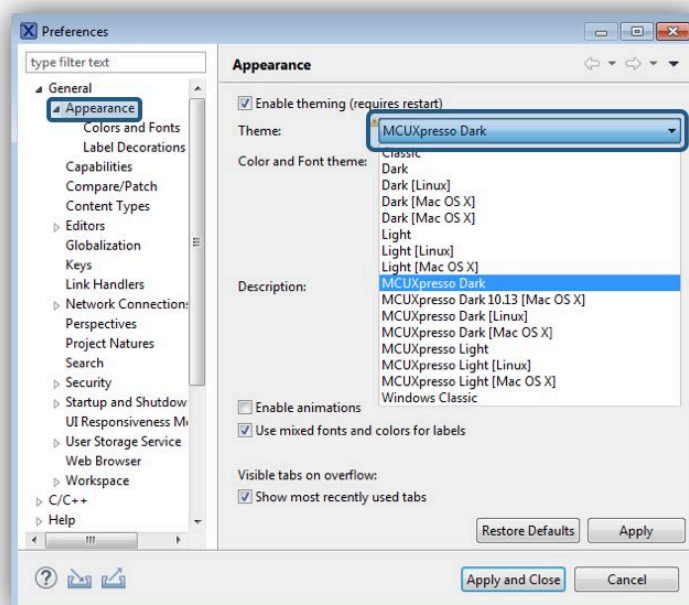 Preferences
type filter text
General
Appearance
Colors and Fonts
Label Decorations
Capabilities
Compare/Patch
Content Types
Editors
Globalization
Keys
Link Handlers
Network Connection
Perspectives
Project Natures
Search
Security
Startup and Shutdow
UI Responsiveness M
User Storage Service
Web Browser
Workspace
C/C++
Help
Appearance
Enable theming (requires restart)
Theme: MCUXpresso Dark
Color and Font theme:
Classic
Dark
Dark [Linux]
Dark [Mac OS X]
Dark [Mac OS X]
Light
Light [Linux]
Light [Mac OS X]
Description:
MCUXpresso Dark
MCUXpresso Dark 10.13 [Mac OS X]
MCUXpresso Dark [Linux]
MCUXpresso Dark [Mac OS X]
MCUXpresso Light
MCUXpresso Light [Linux]
MCUXpresso Light [Mac OS X]
Windows Classic
Enable animations
Use mixed fonts and colors for labels
Visible tabs on overflow:
Show most recently used tabs
Restore Defaults Apply
Apply and Close Cancel